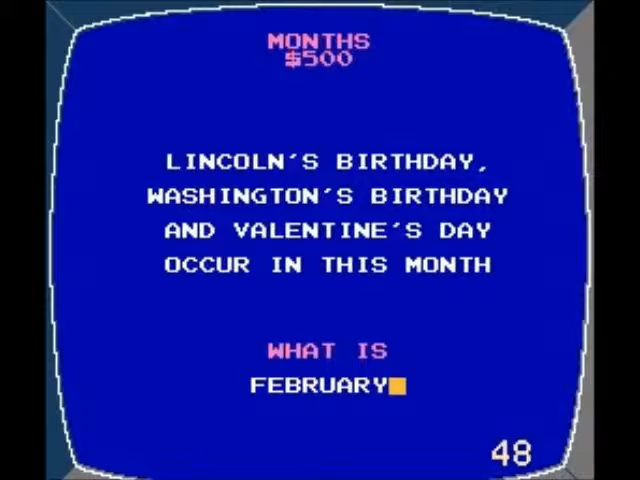 MONTHS
$500
LINCOLN'S BIRTHDAY,
WASHINGTON'S BIRTHDAY
AND VALENTINE'S DAY
OCCUR IN THIS MONTH
WHAT IS
FEBRUARY
48